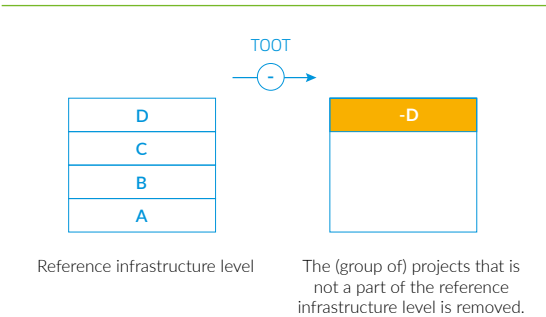 TOOT
-
D
C
B
A
-D
Reference infrastructure level
The (group of) projects that is
not a part of the reference
infrastructure level is removed.